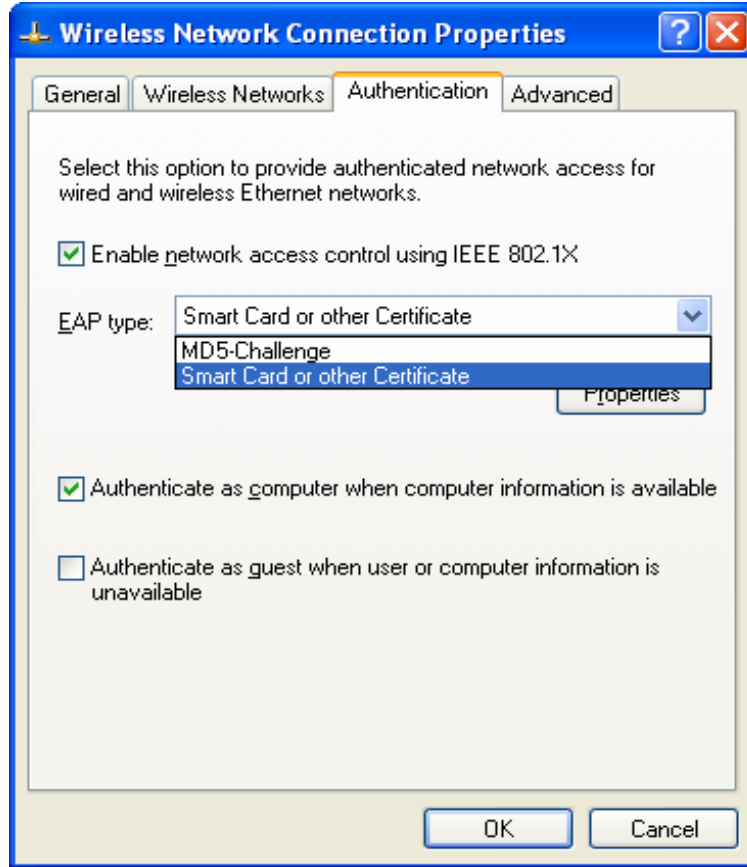 Wireless Network Connection Properties
General
Wireless Networks
Authentication
Advanced
Select this option to provide authenticated network access for
wired and wireless Ethernet networks.
Enable network access control using IEEE 802.1X
EAP type:
Smart Card or other Certificate
MD5-Challenge
Smart Card or other Certificate
Properties
Authenticate as computer when computer information is available
Authenticate as guest when user or computer information is
unavailable
OK
Cancel